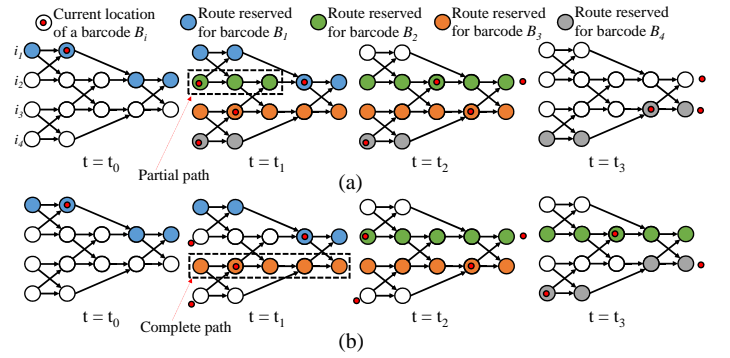 Current location of a barcode Bᵢ
Route reserved for barcode B₁
Route reserved for barcode B₂
Route reserved for barcode B₃
Route reserved for barcode B₄
i₁
i₂
i₃
i₄
t = t₀
t = t₁
t = t₂
t = t₃
Partial path
(a)
t = t₀
t = t₁
t = t₂
t = t₃
Complete path
(b)